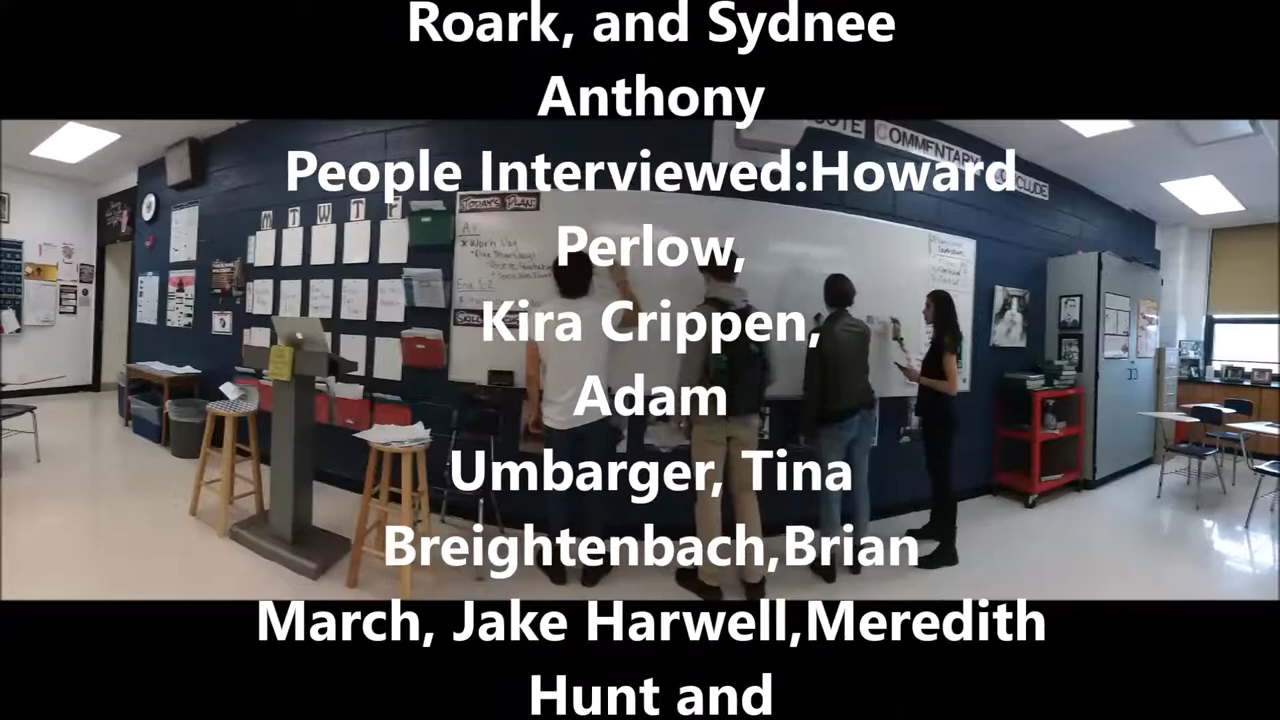 Roark, and Sydnee
Anthony
People Interviewed:Howard
Perlow,
Kira Crippen,
Adam
Umbarger, Tina
Breightenbach,Brian
March, Jake Harwell,Meredith
Hunt and
COMMENTARY
M T W T F
TODAY'S PLAN: